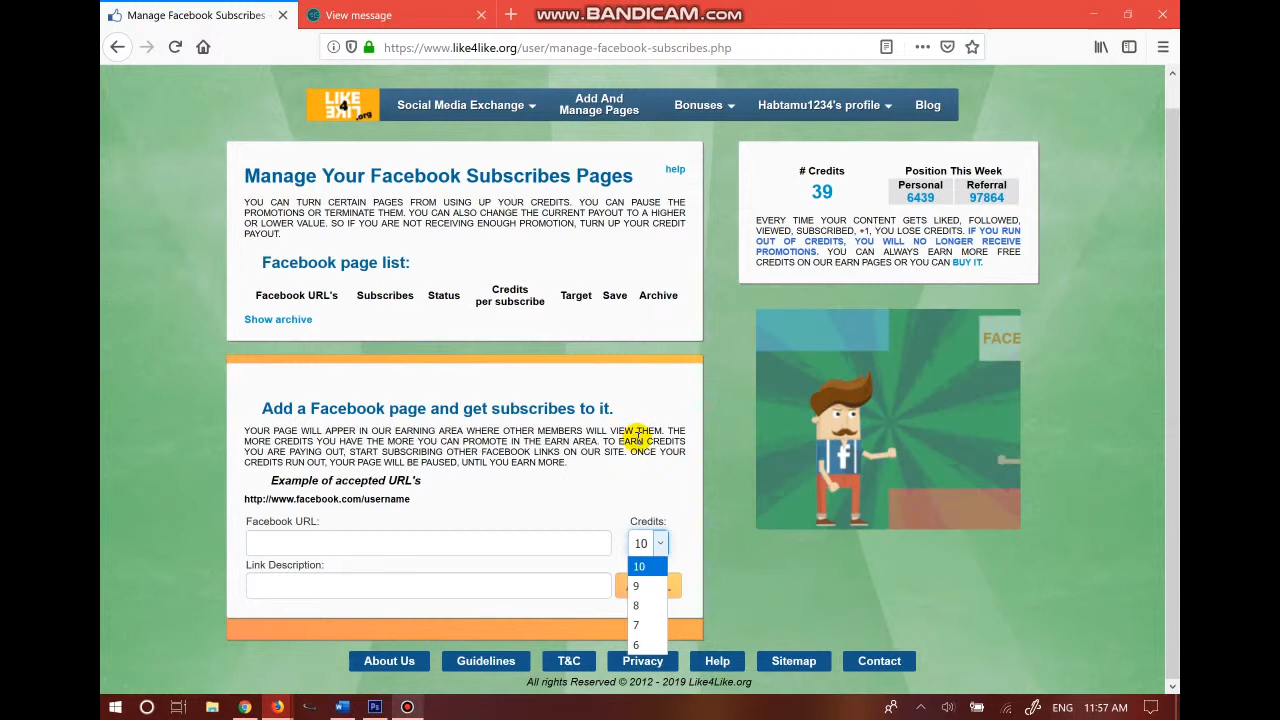 Manage Facebook Subscribes
View message
www.BANDICAM.com
https://www.like4like.org/user/manage-facebook-subscribes.php
LIKE
4
LIKE
.org
Social Media Exchange
Add And
Manage Pages
Bonuses
Habtamu1234's profile
Blog
Manage Your Facebook Subscribes Pages
help
YOU CAN TURN CERTAIN PAGES FROM USING UP YOUR CREDITS. YOU CAN PAUSE THE
PROMOTIONS OR TERMINATE THEM. YOU CAN ALSO CHANGE THE CURRENT PAYOUT TO A HIGHER
OR LOWER VALUE. SO IF YOU ARE NOT RECEIVING ENOUGH PROMOTION, TURN UP YOUR CREDIT
PAYOUT.
Facebook page list:
Facebook URL's
Subscribes
Status
Credits
per subscribe
Target
Save
Archive
Show archive
# Credits
39
Position This Week
Personal
6439
Referral
97864
EVERY TIME YOUR CONTENT GETS LIKED, FOLLOWED,
VIEWED, SUBSCRIBED, +1, YOU LOSE CREDITS. IF YOU RUN
OUT OF CREDITS, YOU WILL NO LONGER RECEIVE
PROMOTIONS. YOU CAN ALWAYS EARN MORE FREE
CREDITS ON OUR EARN PAGES OR YOU CAN BUY IT.
FACE
f
Add a Facebook page and get subscribes to it.
YOUR PAGE WILL APPER IN OUR EARNING AREA WHERE OTHER MEMBERS WILL VIEW THEM. THE
MORE CREDITS YOU HAVE THE MORE YOU CAN PROMOTE IN THE EARN AREA. TO EARN CREDITS
YOU ARE PAYING OUT, START SUBSCRIBING OTHER FACEBOOK LINKS ON OUR SITE. ONCE YOUR
CREDITS RUN OUT, YOUR PAGE WILL BE PAUSED, UNTIL YOU EARN MORE.
Example of accepted URL's
http://www.facebook.com/username
Facebook URL:
Credits:
10
10
9
8
7
6
Link Description:
About Us
Guidelines
T&C
Privacy
Help
Sitemap
Contact
All rights Reserved © 2012 - 2019 Like4Like.org
ENG
11:57 AM